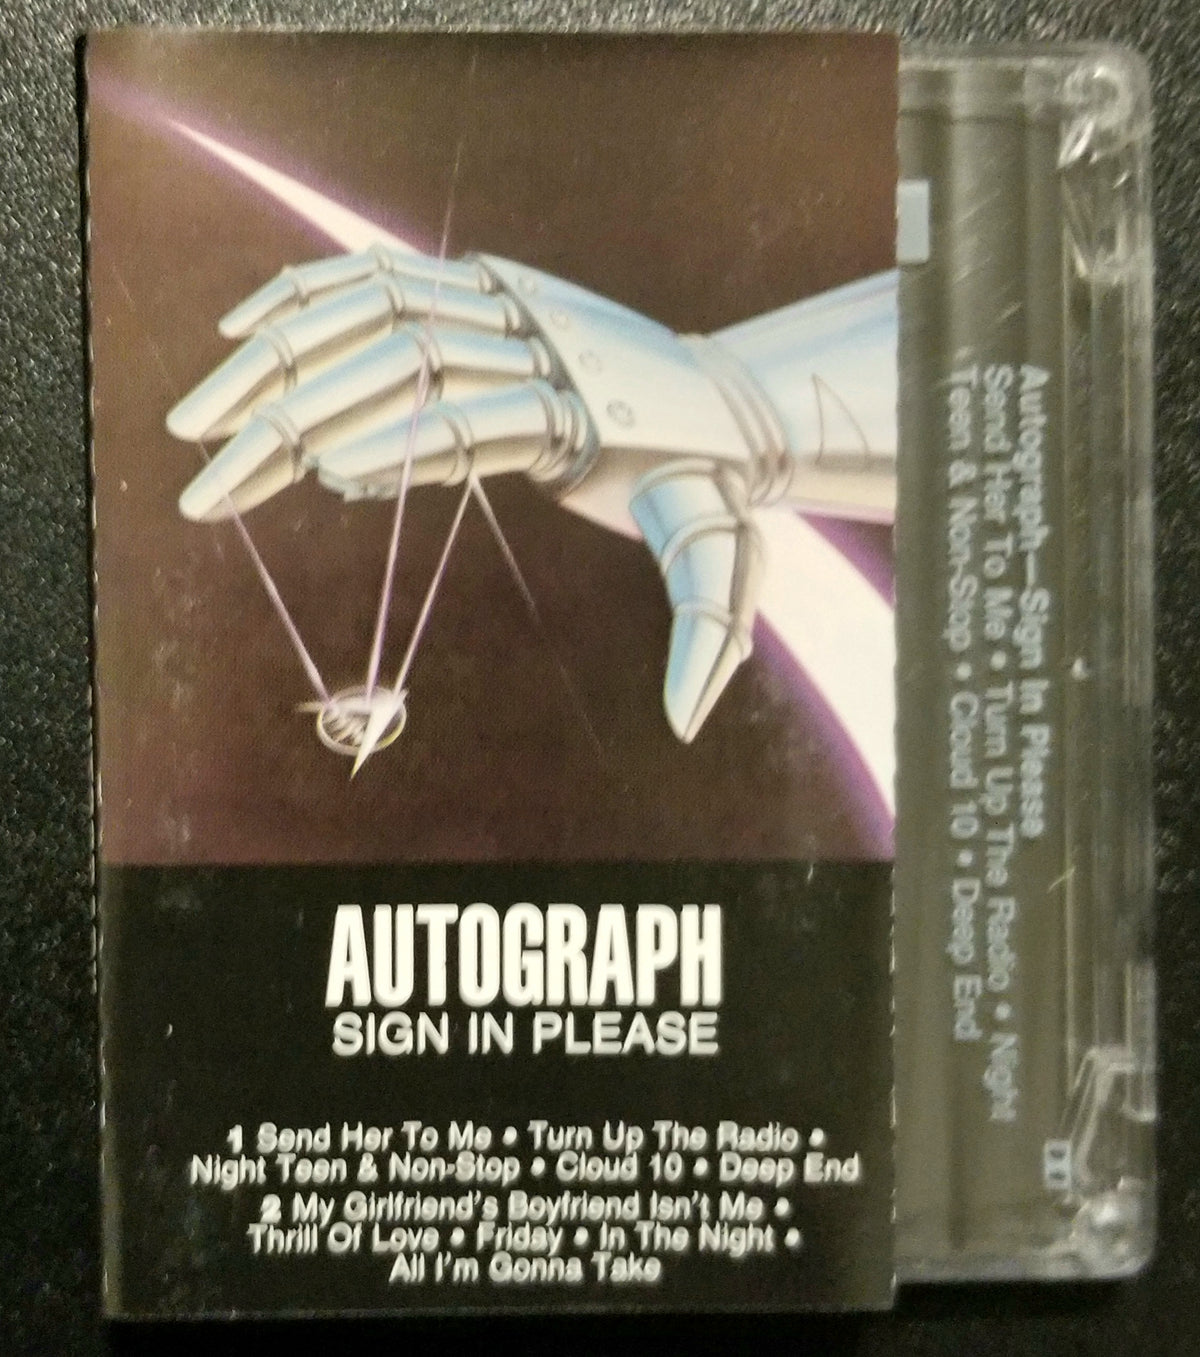 AUTOGRAPH
SIGN IN PLEASE
1 Send Her To Me • Turn Up The Radio •
Night Teen & Non-Stop • Cloud 10 • Deep End
2 My Girlfriend's Boyfriend Isn't Me •
Thrill Of Love • Friday • In The Night •
All I'm Gonna Take
Autograph—Sign In Please
Send Her To Me • Turn Up The Radio • Night
Teen & Non-Stop • Cloud 10 • Deep End